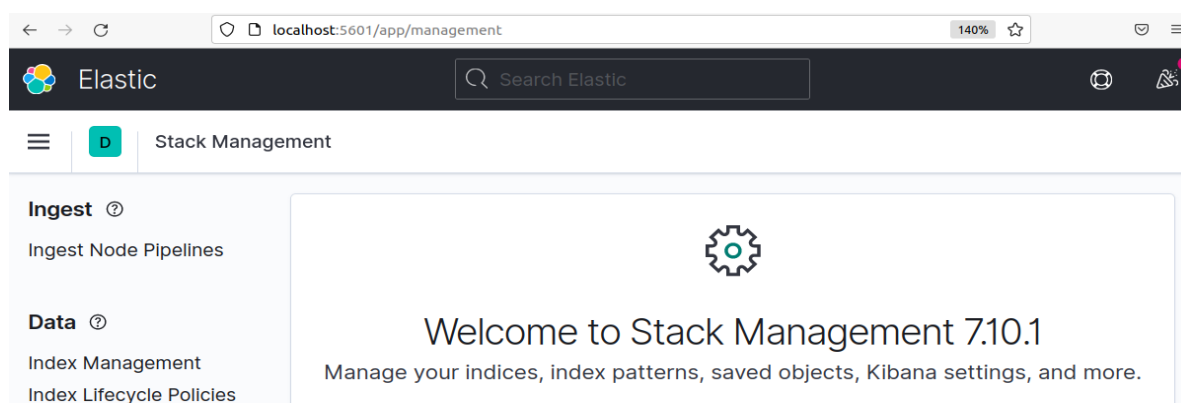 localhost:5601/app/management 140%
Elastic Search Elastic
D Stack Management
Ingest
Ingest Node Pipelines
Data
Index Management
Index Lifecycle Policies
Welcome to Stack Management 7.10.1
Manage your indices, index patterns, saved objects, Kibana settings, and more.